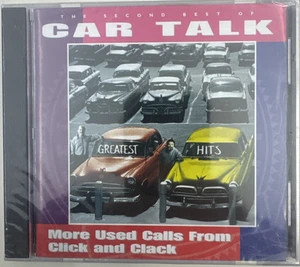 THE SECOND BEST OF
CAR TALK
GREATEST HITS
More Used Calls From
Click and Clack